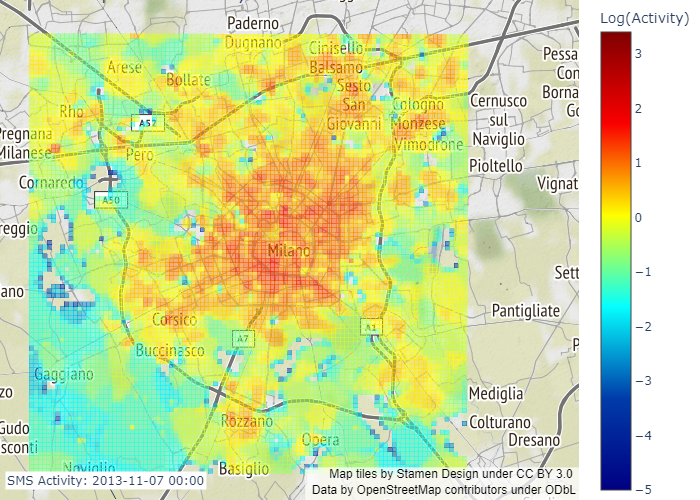 Log(Activity)
3
2
1
0
−1
−2
−3
−4
−5
Paderno
Dugnano
Cinisello
Balsamo
Arese
Bollate
Sesto
San
Giovanni
Cologno
Monzese
Vimodrone
Cernusco
sul
Naviglio
Pessa
Con
Borna
Go
Rho
A52
Pregnana
Milanese
Pero
Pioltello
Cornaredo
A50
Vignat
reggio
Milano
Sett
ano
Pantigliate
Corsico
A1
A7
Buccinasco
P
Gaggiano
zo
Mediglia
Rozzano
Colturano
Gudo
sconti
Opera
Dresano
Noviglio
Basiglio
SMS Activity: 2013-11-07 00:00
Map tiles by Stamen Design under CC BY 3.0
Data by OpenStreetMap contributors under ODbL